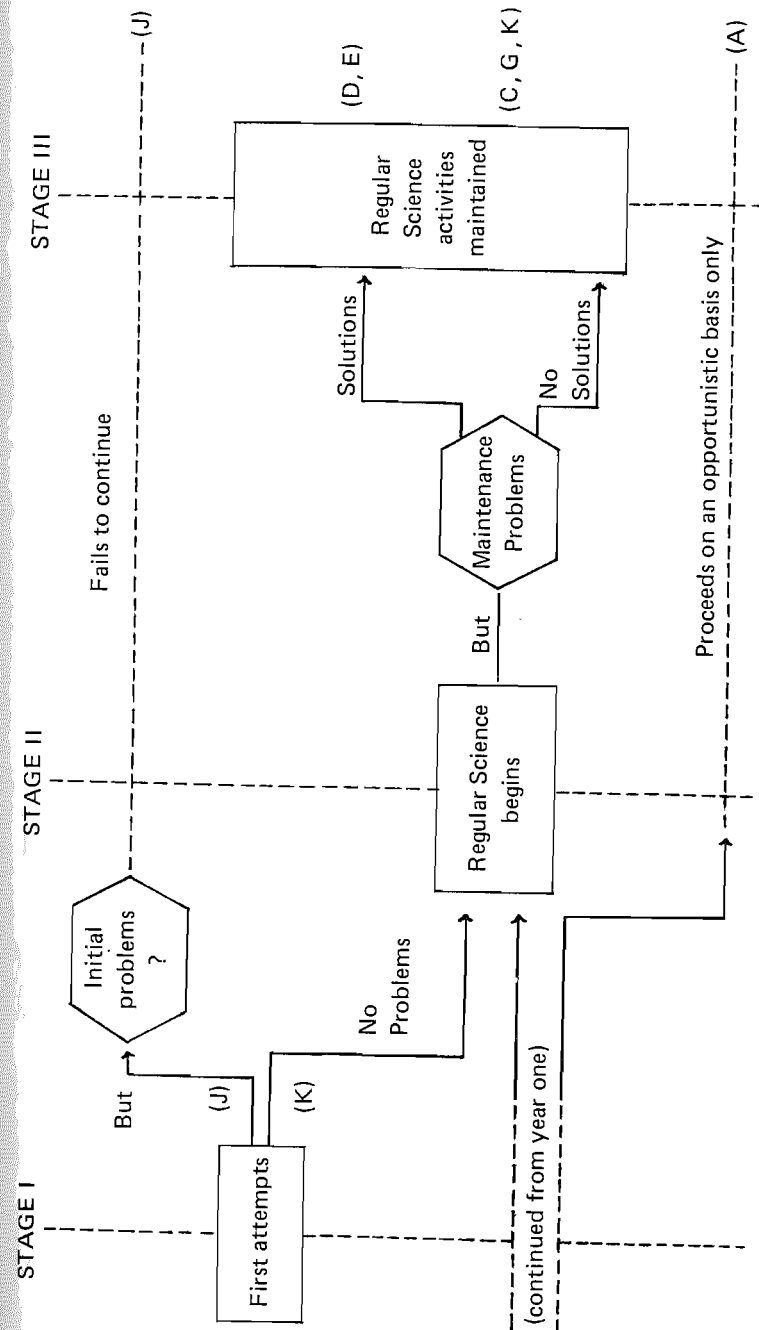 STAGE I
STAGE II
STAGE III
First attempts
But
(J)
(K)
Initial
problems
?
No
Problems
Fails to continue
(J)
(continued from year one)
Regular Science
begins
But
Maintenance
Problems
Solutions
No
Solutions
Regular
Science
activities
maintained
(D, E)
(C, G, K)
Proceeds on an opportunistic basis only
(A)